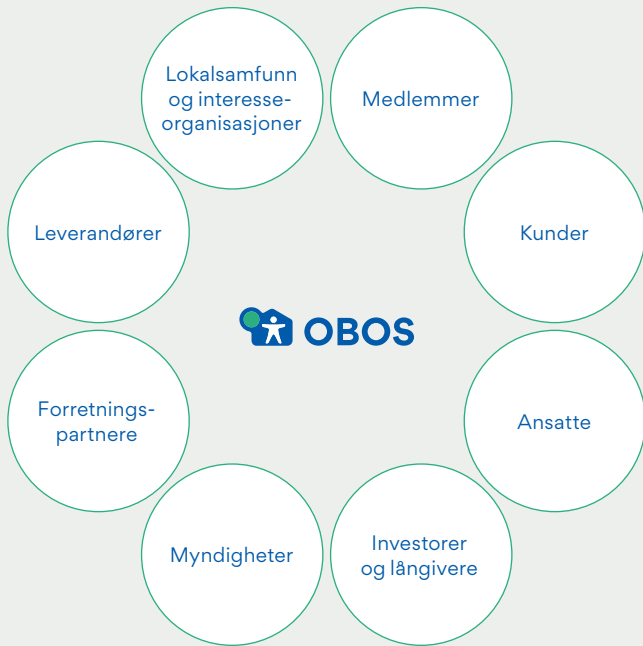 Lokalsamfunn
og interesse-
organisasjoner
Medlemmer
Leverandører
Kunder
OBOS
Forretnings-
partnere
Ansatte
Myndigheter
Investorer
og långivere